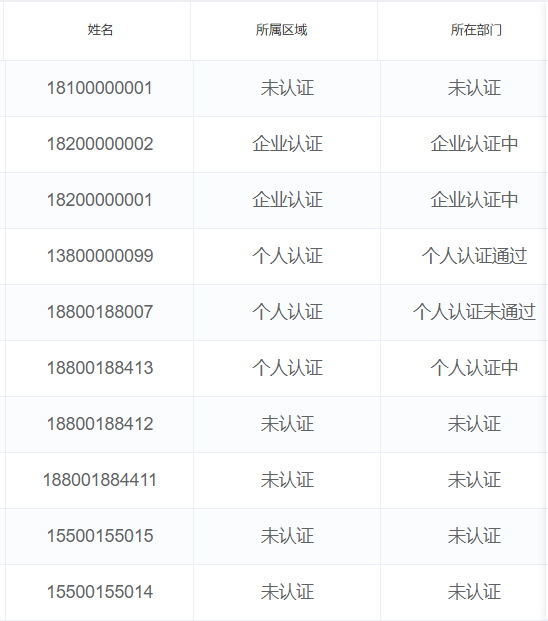 姓名 所属区域 所在部门
18100000001 未认证 未认证
18200000002 企业认证 企业认证中
18200000001 企业认证 企业认证中
13800000099 个人认证 个人认证通过
18800188007 个人认证 个人认证未通过
18800188413 个人认证 个人认证中
18800188412 未认证 未认证
188001884411 未认证 未认证
15500155015 未认证 未认证
15500155014 未认证 未认证